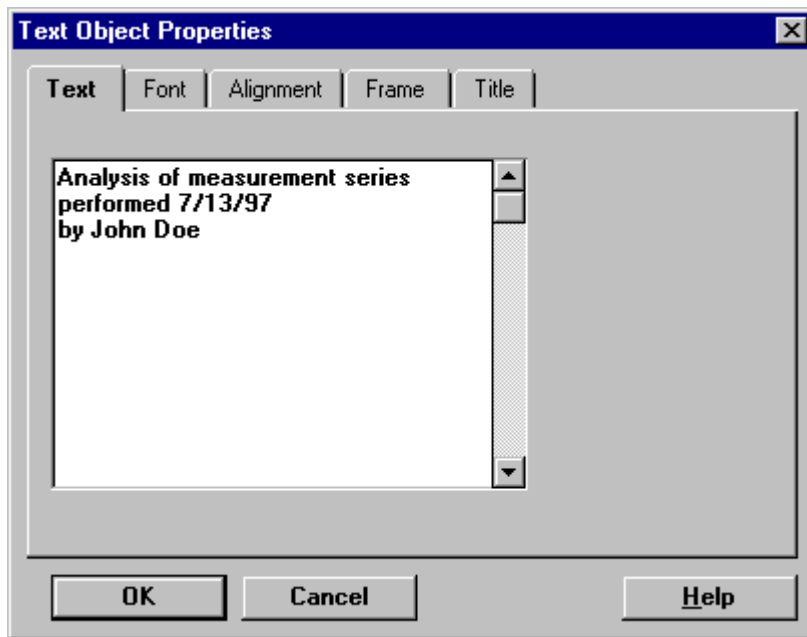 Text Object Properties
Text Font Alignment Frame Title
Analysis of measurement series
performed 7/13/97
by John Doe
OK Cancel Help